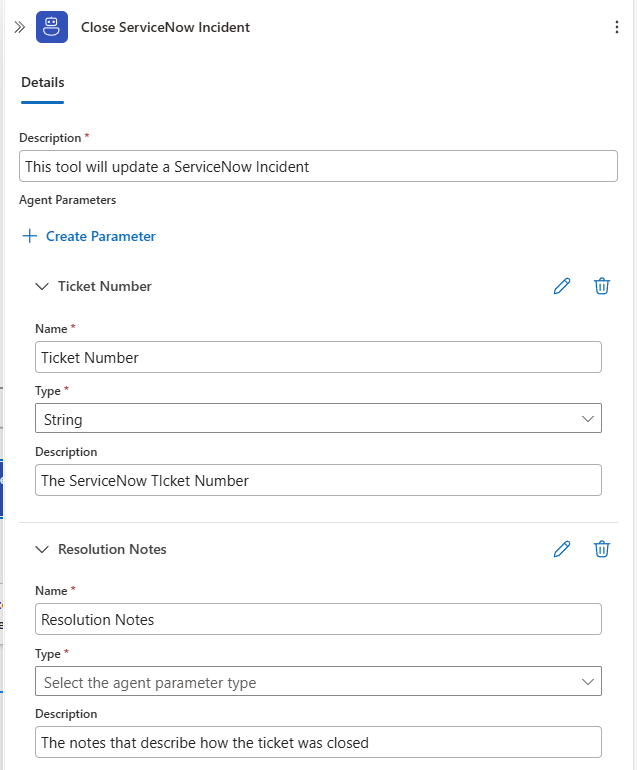 Close ServiceNow Incident
Details
Description *
This tool will update a ServiceNow Incident
Agent Parameters
Create Parameter
Ticket Number
Name *
Ticket Number
Type *
String
Description
The ServiceNow TIcket Number
Resolution Notes
Name *
Resolution Notes
Type *
Select the agent parameter type
Description
The notes that describe how the ticket was closed